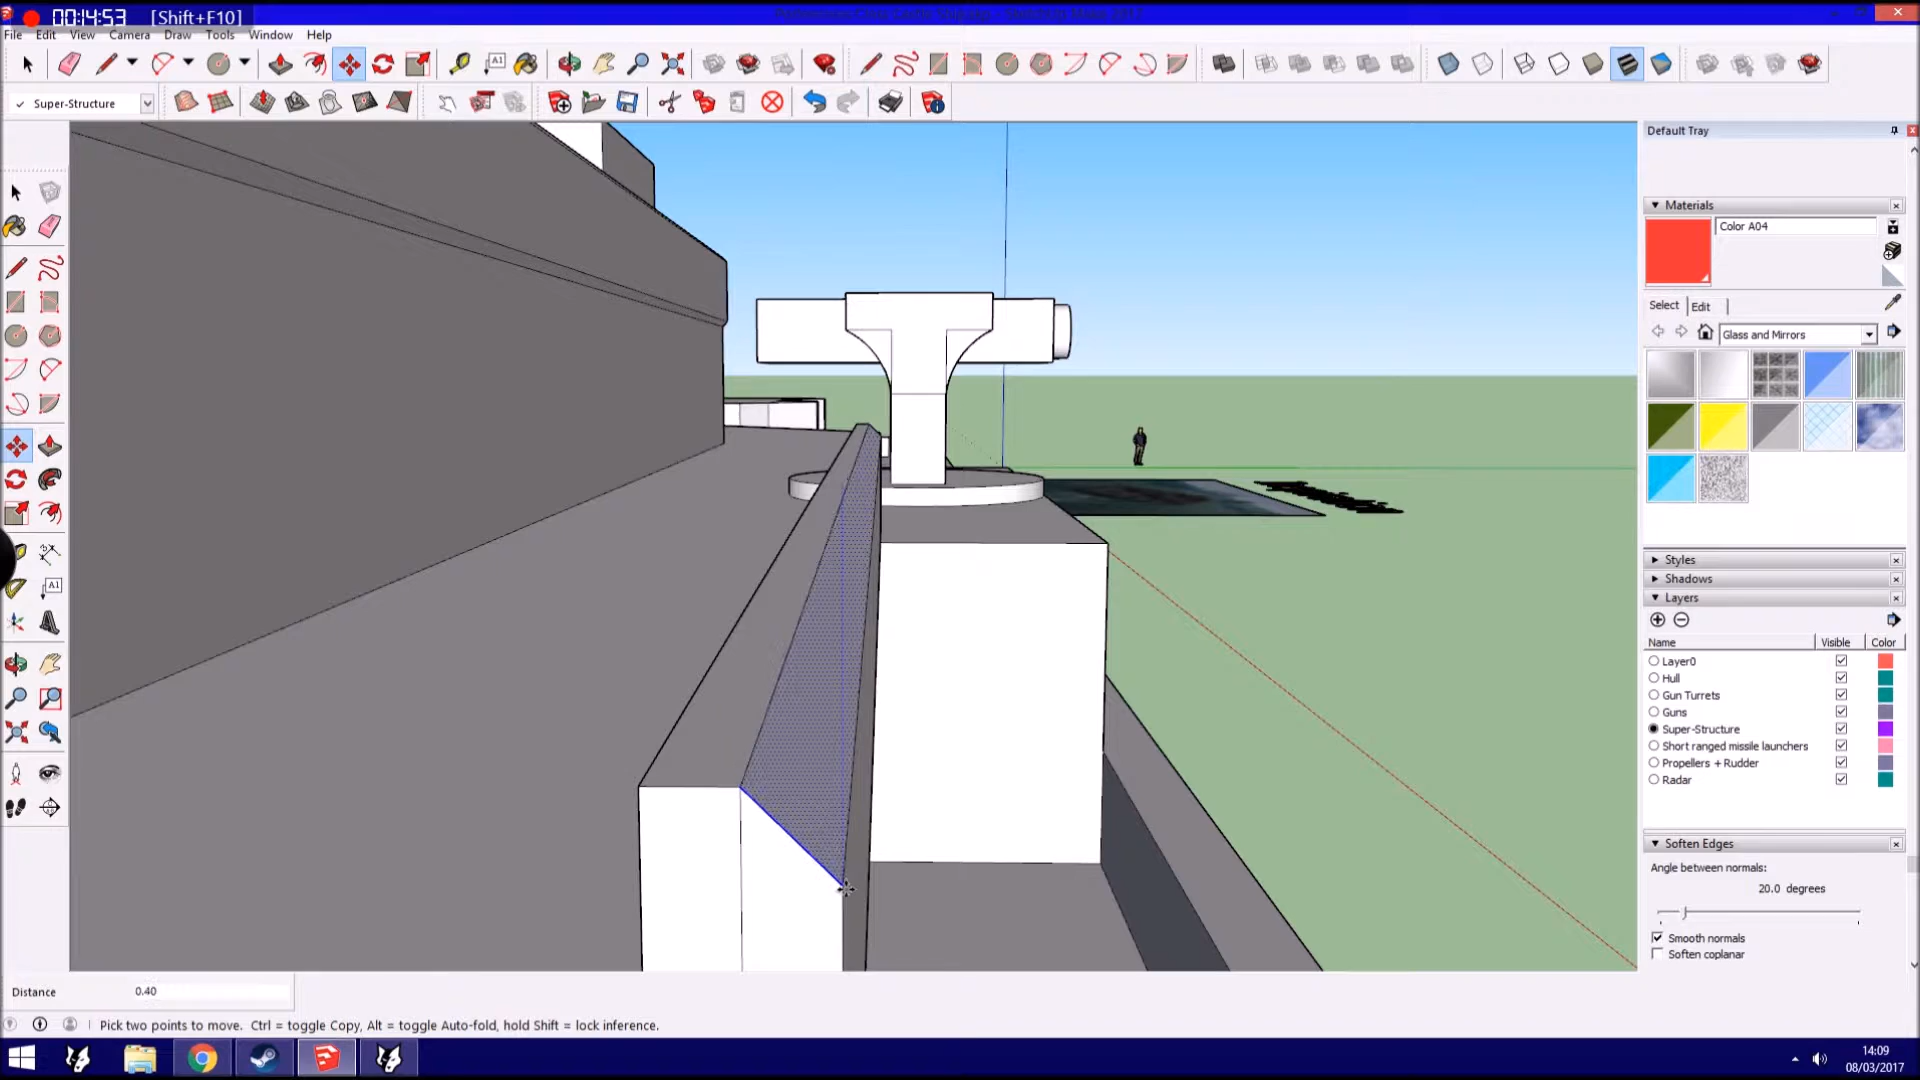 00:14:53 [Shift+F10]
File Edit View Camera Draw Tools Window Help
A1
Super-Structure
A1
Default Tray
Materials
Color A04
Select Edit
Glass and Mirrors
Styles
Shadows
Layers
Name Visible Color
Layer0
Hull
Gun Turrets
Guns
Super-Structure
Short ranged missile launchers
Propellers + Rudder
Radar
Soften Edges
Angle between normals:
20.0 degrees
Smooth normals
Soften coplanar
Distance 0.40
Pick two points to move. Ctrl = toggle Copy, Alt = toggle Auto-fold, hold Shift = lock inference.
14:09
08/03/2017